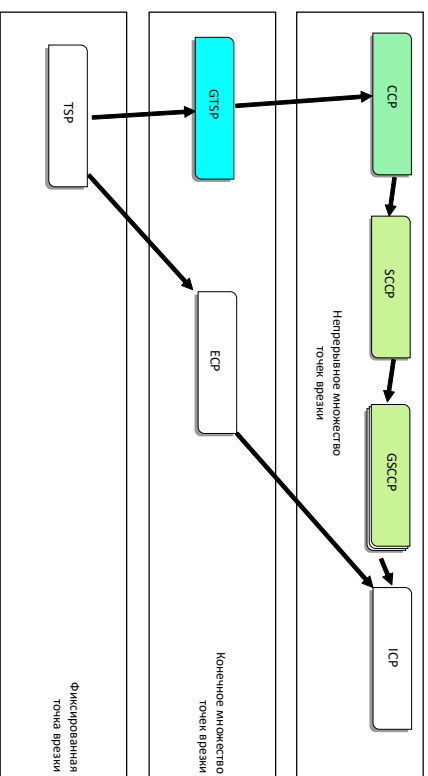 CCP
SCCP
GSCCP
ICP
Непрерывное множество
точек врезки
GTSP
ECP
Конечное множество
точек врезки
TSP
Фиксированная
точка врезки